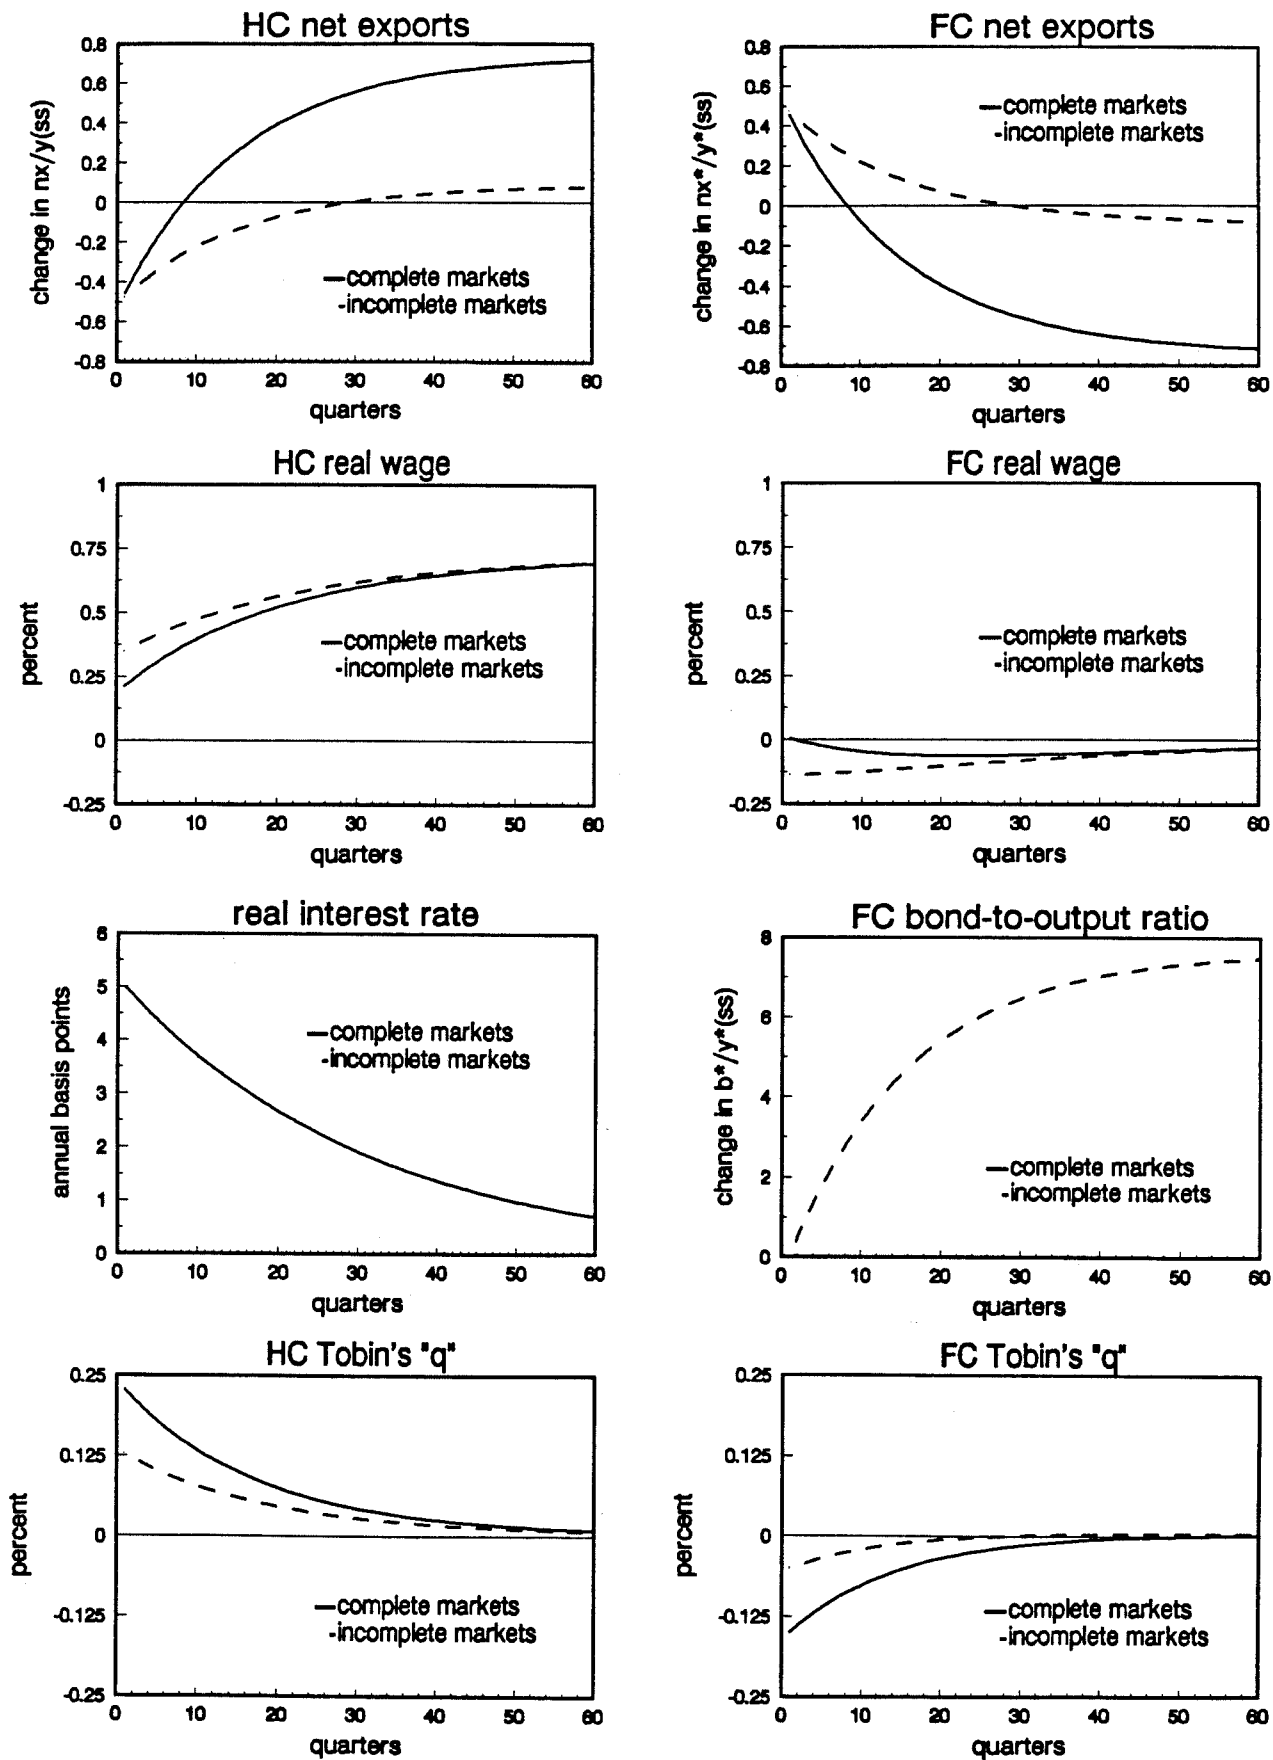 HC net exports
change in nx/y(ss)
0.8
0.6
0.4
0.2
0
-0.2
-0.4
-0.6
-0.8
complete markets
-incomplete markets
0 10 20 30 40 50 60
quarters
FC net exports
change in nx*/y*(ss)
0.8
0.6
0.4
0.2
0
-0.2
-0.4
-0.6
-0.8
complete markets
-incomplete markets
0 10 20 30 40 50 60
quarters
HC real wage
percent
1
0.75
0.5
0.25
0
-0.25
complete markets
-incomplete markets
0 10 20 30 40 50 60
quarters
FC real wage
percent
1
0.75
0.5
0.25
0
-0.25
complete markets
-incomplete markets
0 10 20 30 40 50 60
quarters
real interest rate
annual basis points
6
5
4
3
2
1
0
complete markets
-incomplete markets
0 10 20 30 40 50 60
quarters
FC bond-to-output ratio
change in b*/y*(ss)
8
6
4
2
0
complete markets
-incomplete markets
0 10 20 30 40 50 60
quarters
HC Tobin's "q"
percent
0.25
0.125
0
-0.125
-0.25
complete markets
-incomplete markets
0 10 20 30 40 50 60
quarters
FC Tobin's "q"
percent
0.25
0.125
0
-0.125
-0.25
complete markets
-incomplete markets
0 10 20 30 40 50 60
quarters